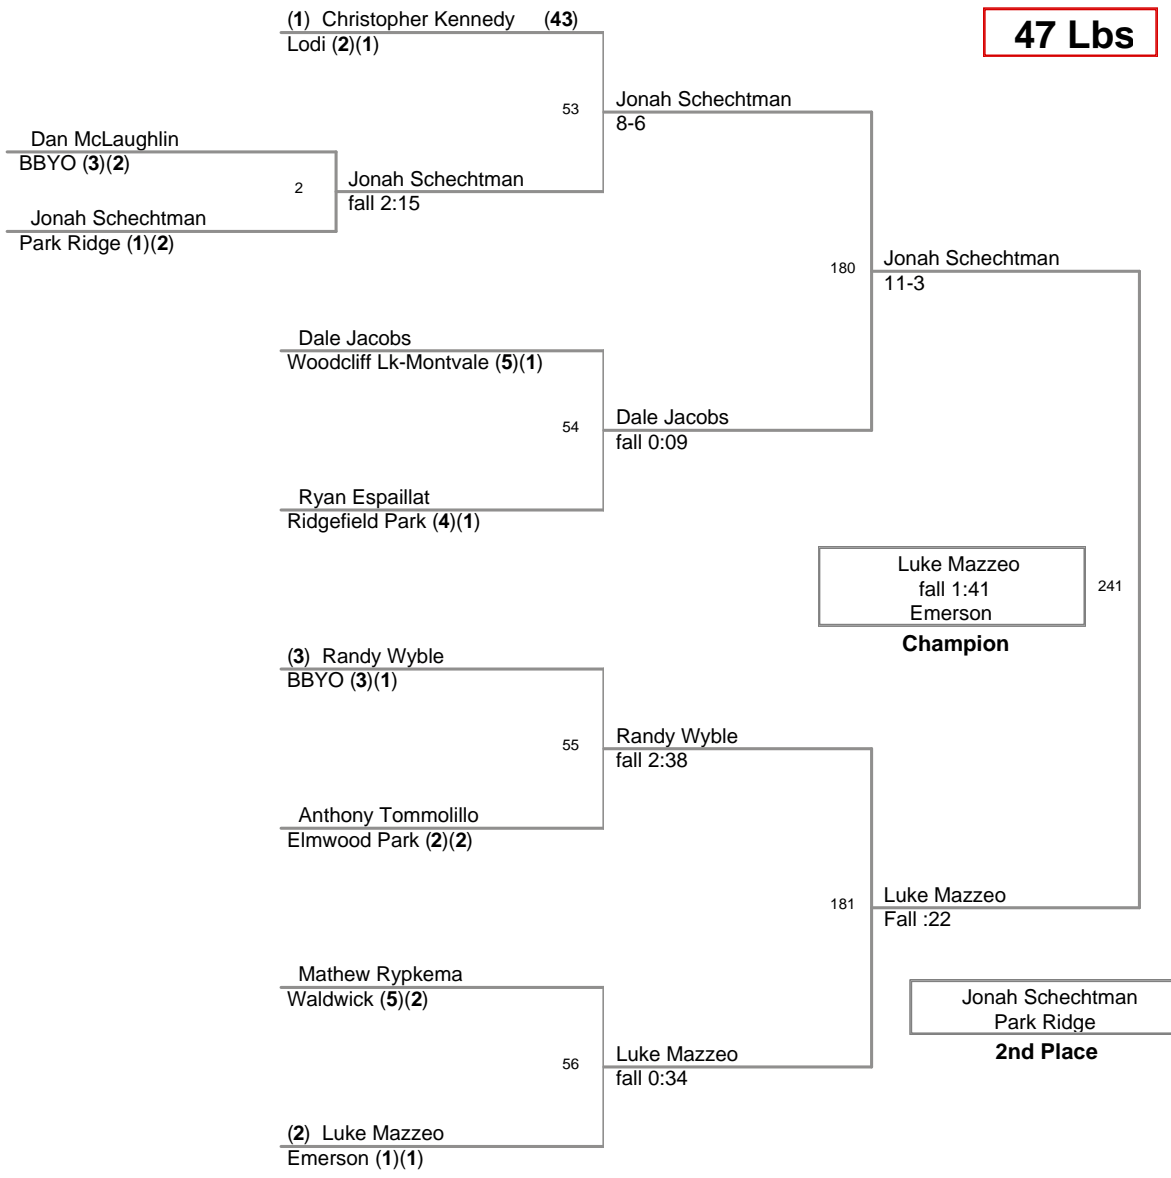 (1) Christopher Kennedy (43)
Lodi (2)(1)
47 Lbs
53
Jonah Schechtman
8-6
Dan McLaughlin
BBYO (3)(2)
2
Jonah Schechtman
fall 2:15
Jonah Schechtman
Park Ridge (1)(2)
180
Jonah Schechtman
11-3
Dale Jacobs
Woodcliff Lk-Montvale (5)(1)
54
Dale Jacobs
fall 0:09
Ryan Espaillat
Ridgefield Park (4)(1)
Luke Mazzeo
fall 1:41
Emerson
241
Champion
(3) Randy Wyble
BBYO (3)(1)
55
Randy Wyble
fall 2:38
Anthony Tommolillo
Elmwood Park (2)(2)
181
Luke Mazzeo
Fall :22
Mathew Rypkema
Waldwick (5)(2)
Jonah Schechtman
Park Ridge
2nd Place
56
Luke Mazzeo
fall 0:34
(2) Luke Mazzeo
Emerson (1)(1)